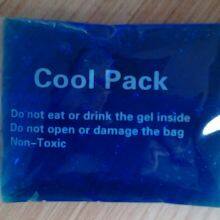 Cool Pack
Do not eat or drink the gel inside
Do not open or damage the bag
Non-Toxic